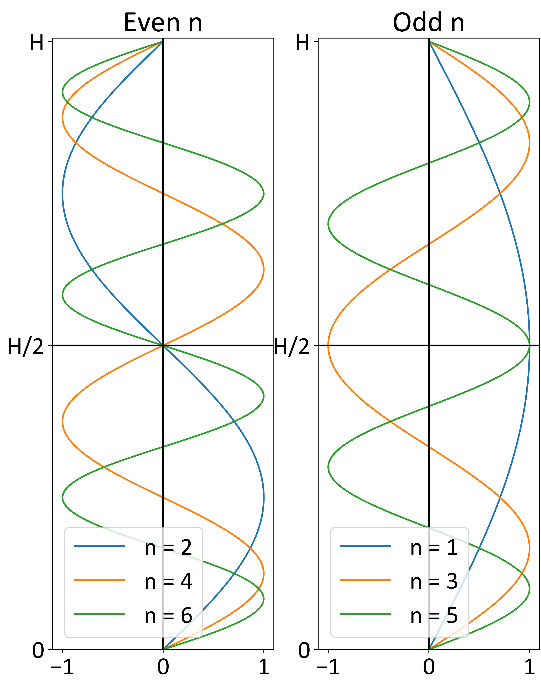 Even n
H
H/2
0
−1
0
1
n = 2
n = 4
n = 6
Odd n
H
H/2
0
−1
0
1
n = 1
n = 3
n = 5